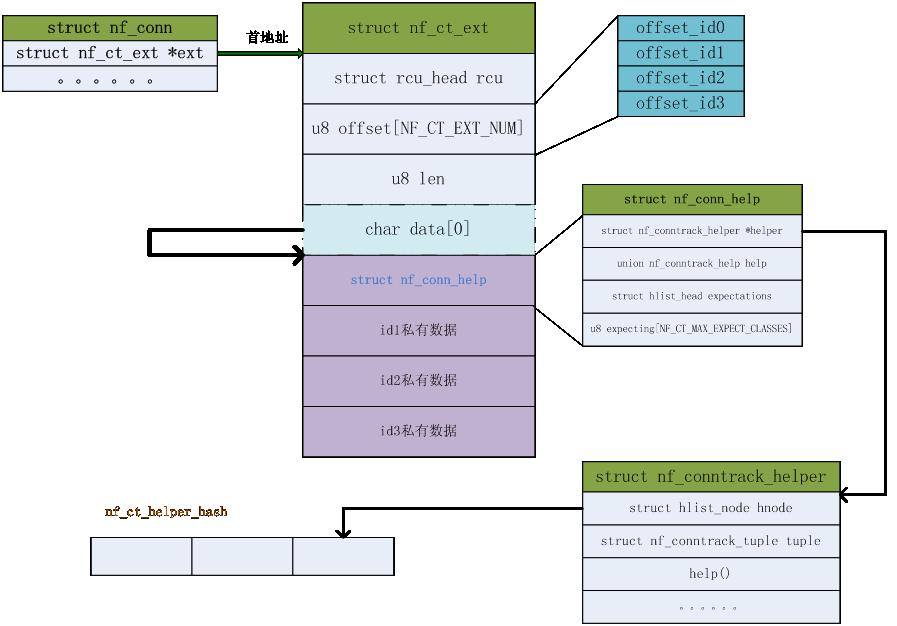 struct nf_conn
struct nf_ct_ext *ext
。。。。。。
首地址
struct nf_ct_ext
struct rcu_head rcu
u8 offset[NF_CT_EXT_NUM]
u8 len
char data[0]
struct nf_conn_help
id1私有数据
id2私有数据
id3私有数据
offset_id0
offset_id1
offset_id2
offset_id3
struct nf_conn_help
struct nf_conntrack_helper *helper
union nf_conntrack_help help
struct hlist_head expectations
u8 expecting[NF_CT_MAX_EXPECT_CLASSES]
struct nf_conntrack_helper
struct hlist_node hnode
struct nf_conntrack_tuple tuple
help()
。。。。。。
nf_ct_helper_hash